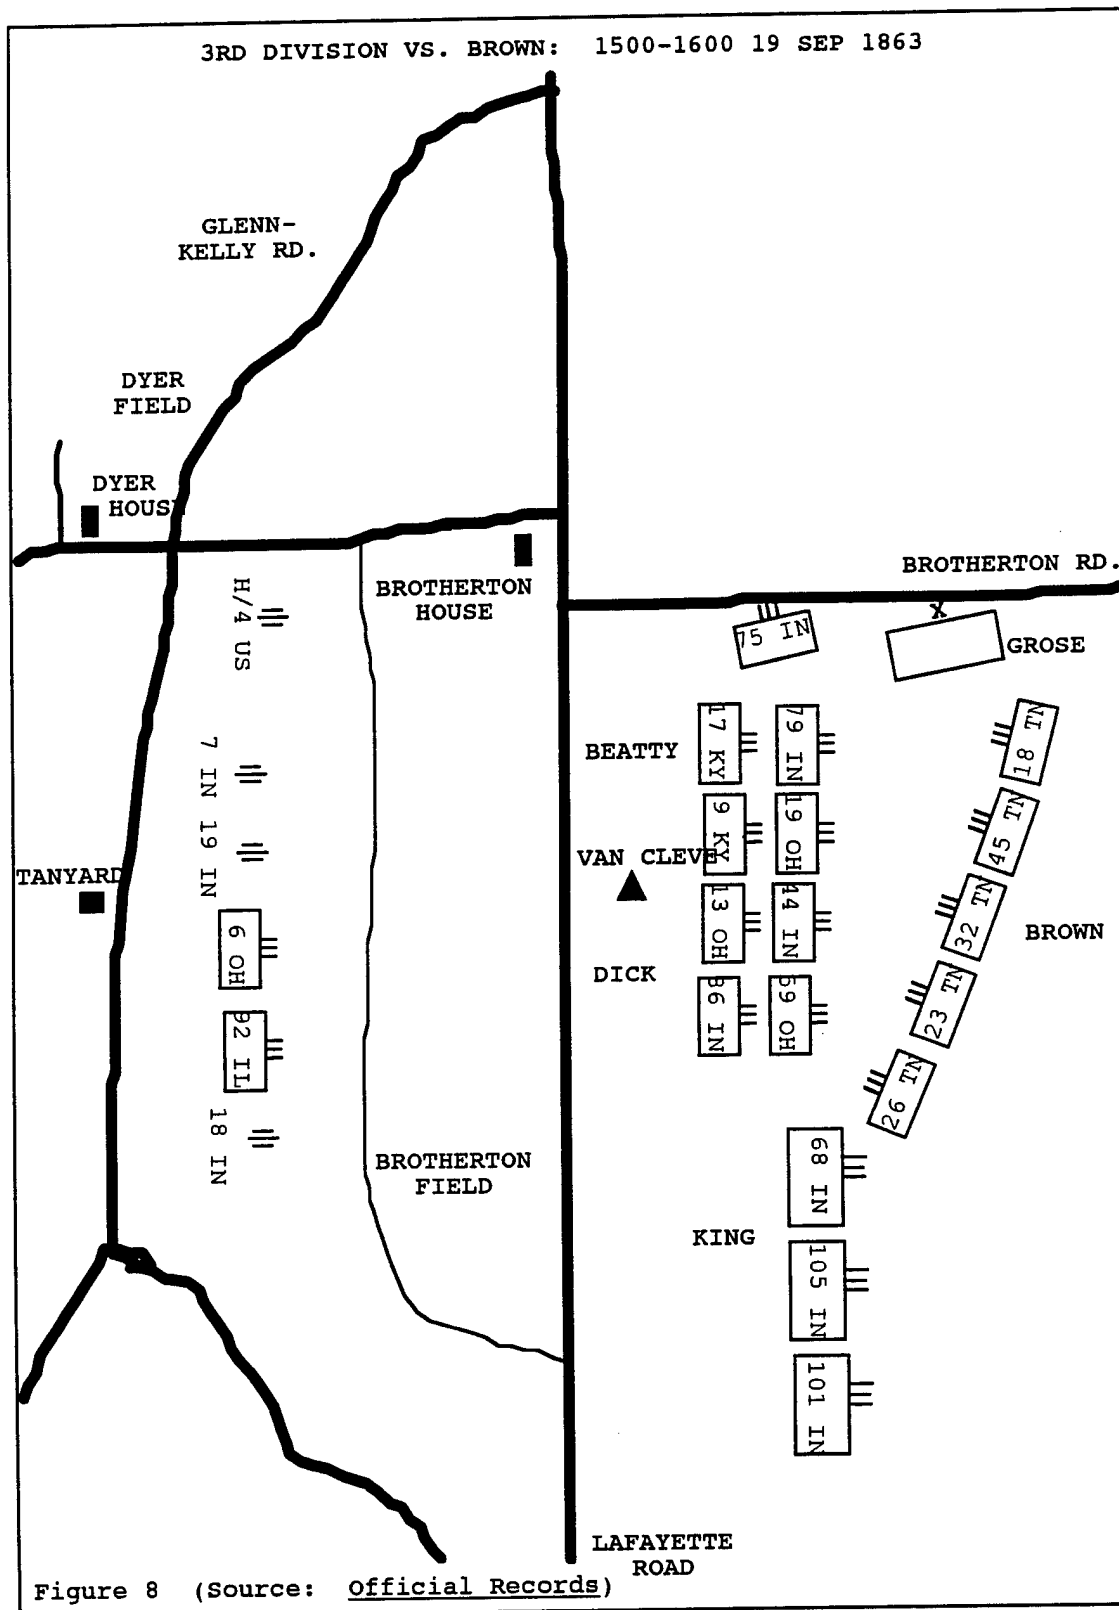 3RD DIVISION VS. BROWN: 1500-1600 19 SEP 1863
GLENN-
KELLY RD.
DYER
FIELD
DYER
HOUSE
BROTHERTON
HOUSE
BROTHERTON RD.
H/4 US
75 IN
X
GROSE
BEATTY
17 KY
79 IN
18 TN
7 IN
9 KY
19 OH
45 TN
19 IN
VAN CLEVE
TANYARD
13 OH
44 IN
32 TN
BROWN
6 OH
DICK
86 IN
59 OH
23 TN
92 IL
26 TN
18 IN
BROTHERTON
FIELD
68 IN
KING
105 IN
101 IN
LAFAYETTE
ROAD
Figure 8 (Source: Official Records)